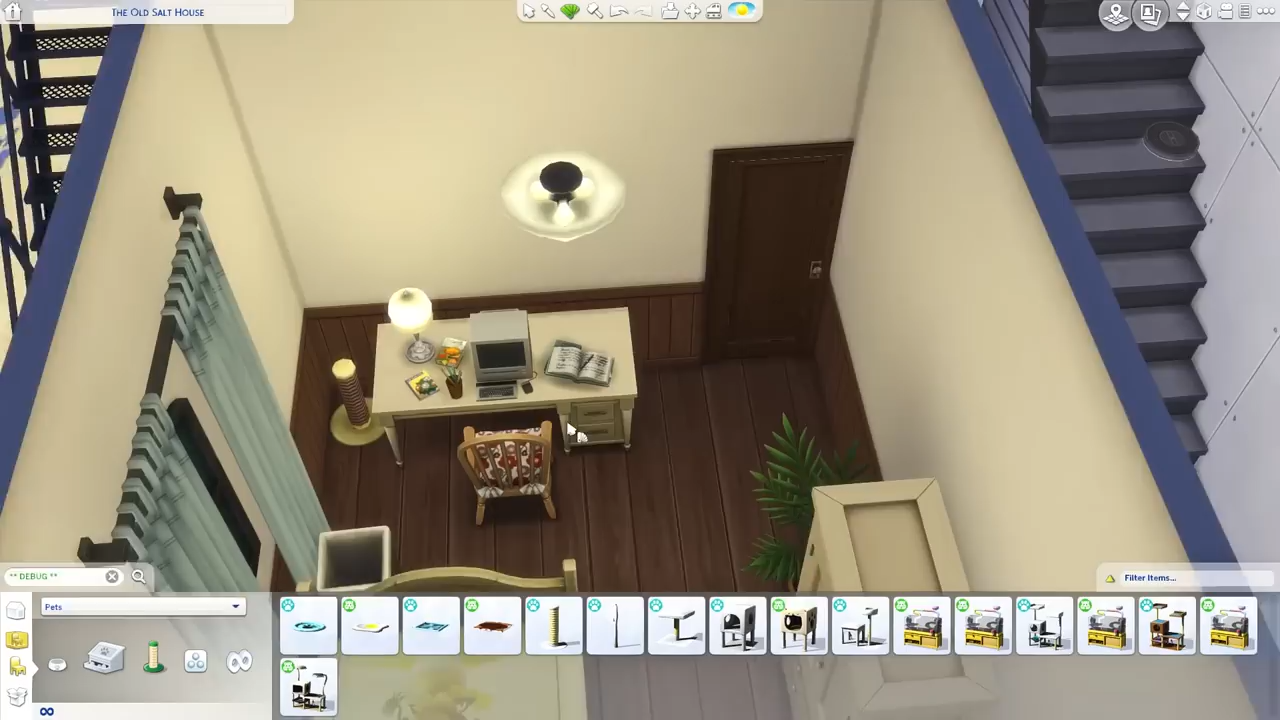 THE OLD SALT HOUSE
** DEBUG **
Filter Items...
Pets